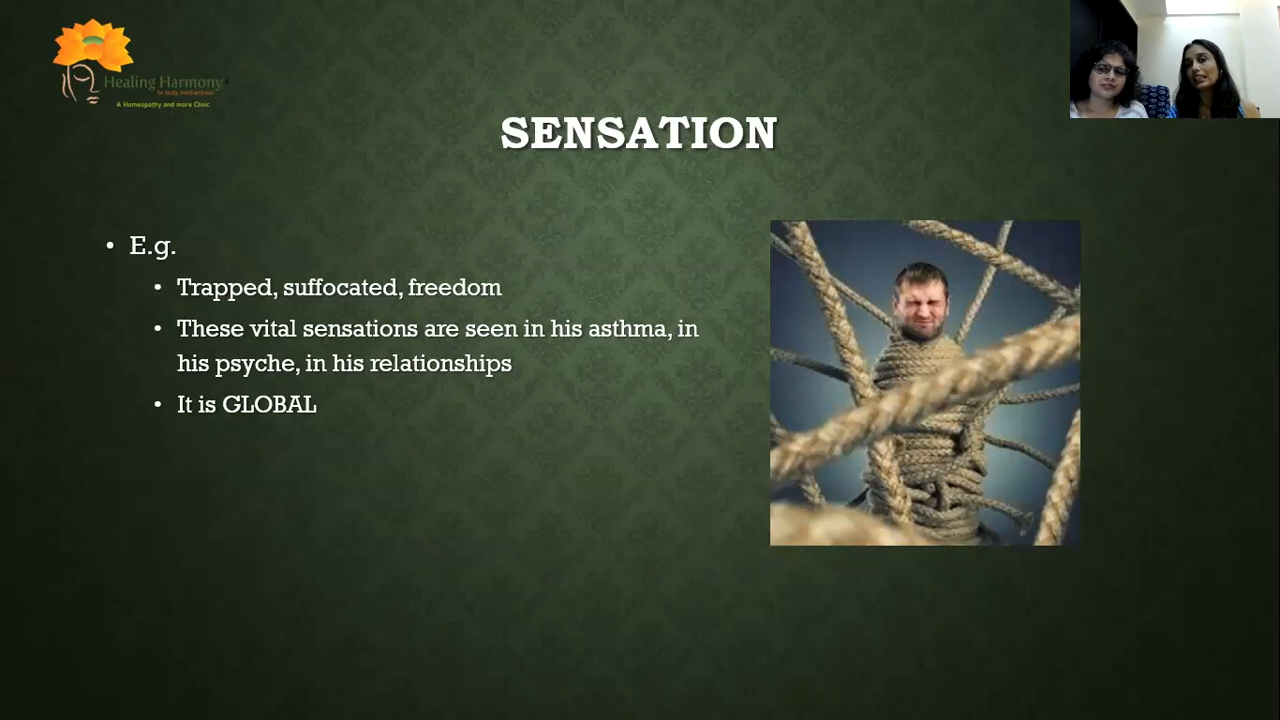 Healing Harmony
for body, mind and soul
A Homeopathy and more Clinic
SENSATION
• E.g.
• Trapped, suffocated, freedom
• These vital sensations are seen in his asthma, in
his psyche, in his relationships
• It is GLOBAL